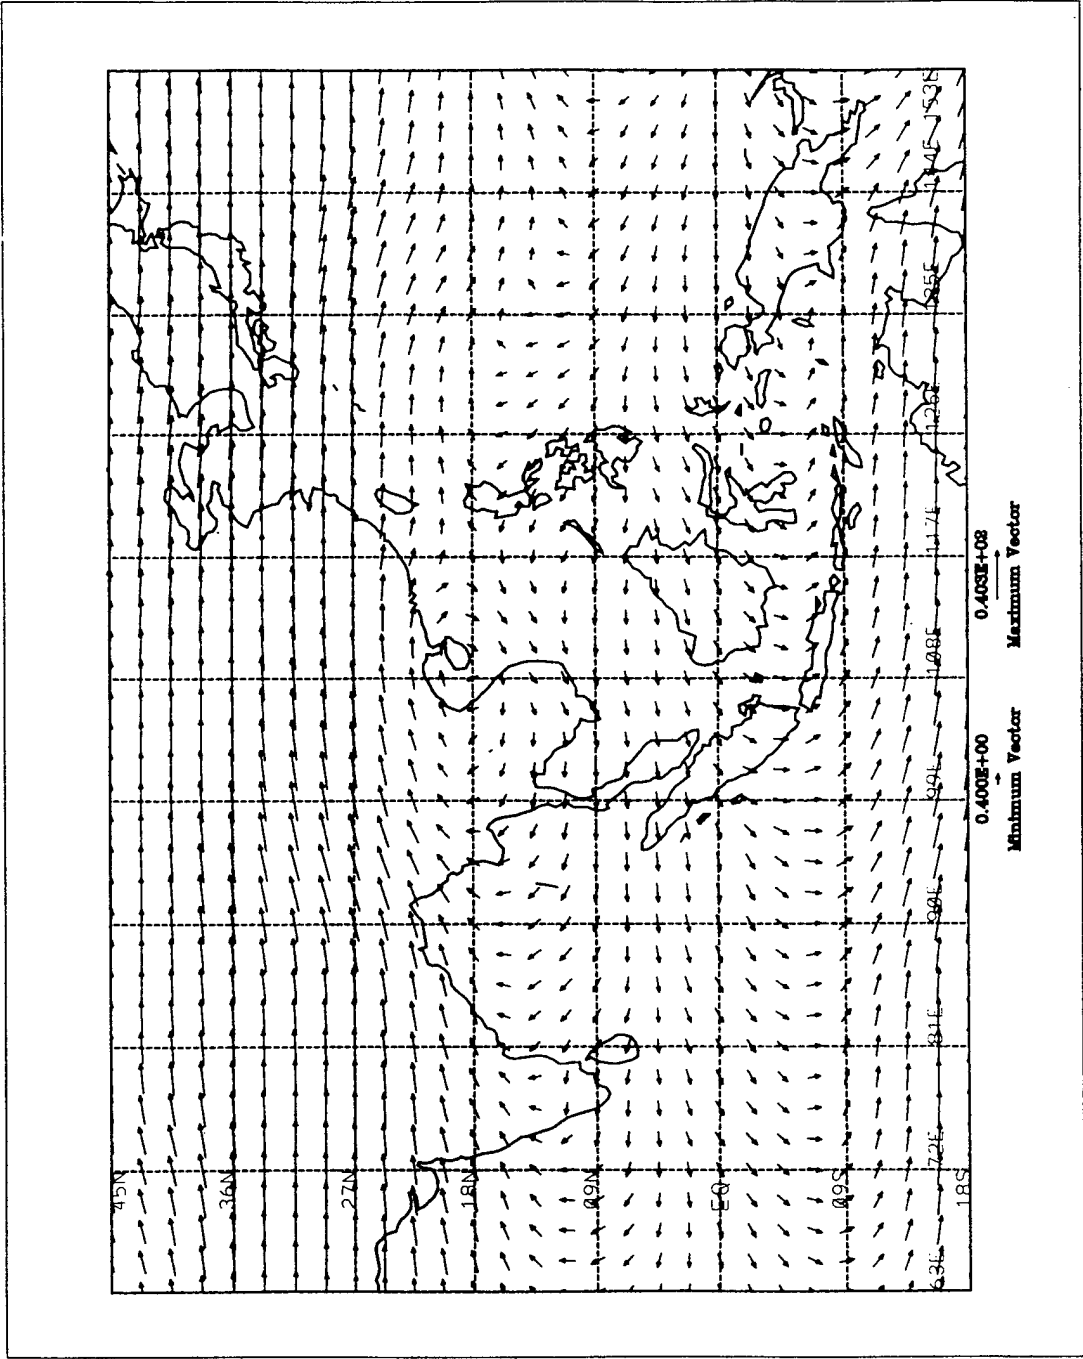 45N
36N
27N
18N
09N
EQ
09S
18S
63E
72E
81E
90E
99E
108E
117E
126E
135E
144E
153E
0.400E+00
Minimum Vector
0.403E+02
Maximum Vector